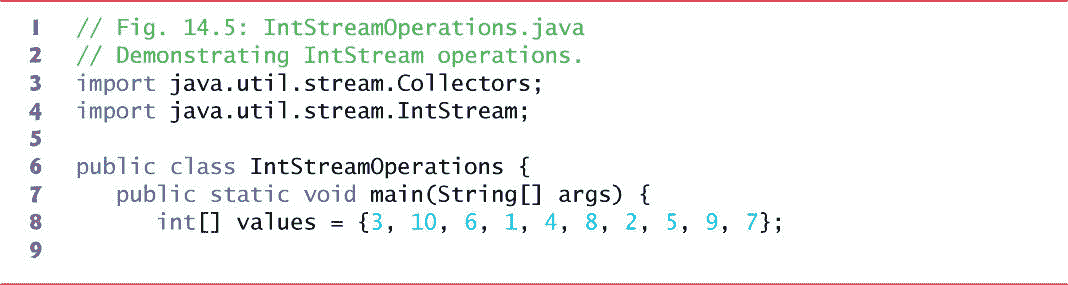 1 // Fig. 14.5: IntStreamOperations.java
2 // Demonstrating IntStream operations.
3 import java.util.stream.Collectors;
4 import java.util.stream.IntStream;
5
6 public class IntStreamOperations {
7 public static void main(String[] args) {
8 int[] values = {3, 10, 6, 1, 4, 8, 2, 5, 9, 7};
9